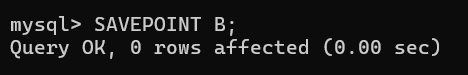 mysql> SAVEPOINT B;
Query OK, 0 rows affected (0.00 sec)